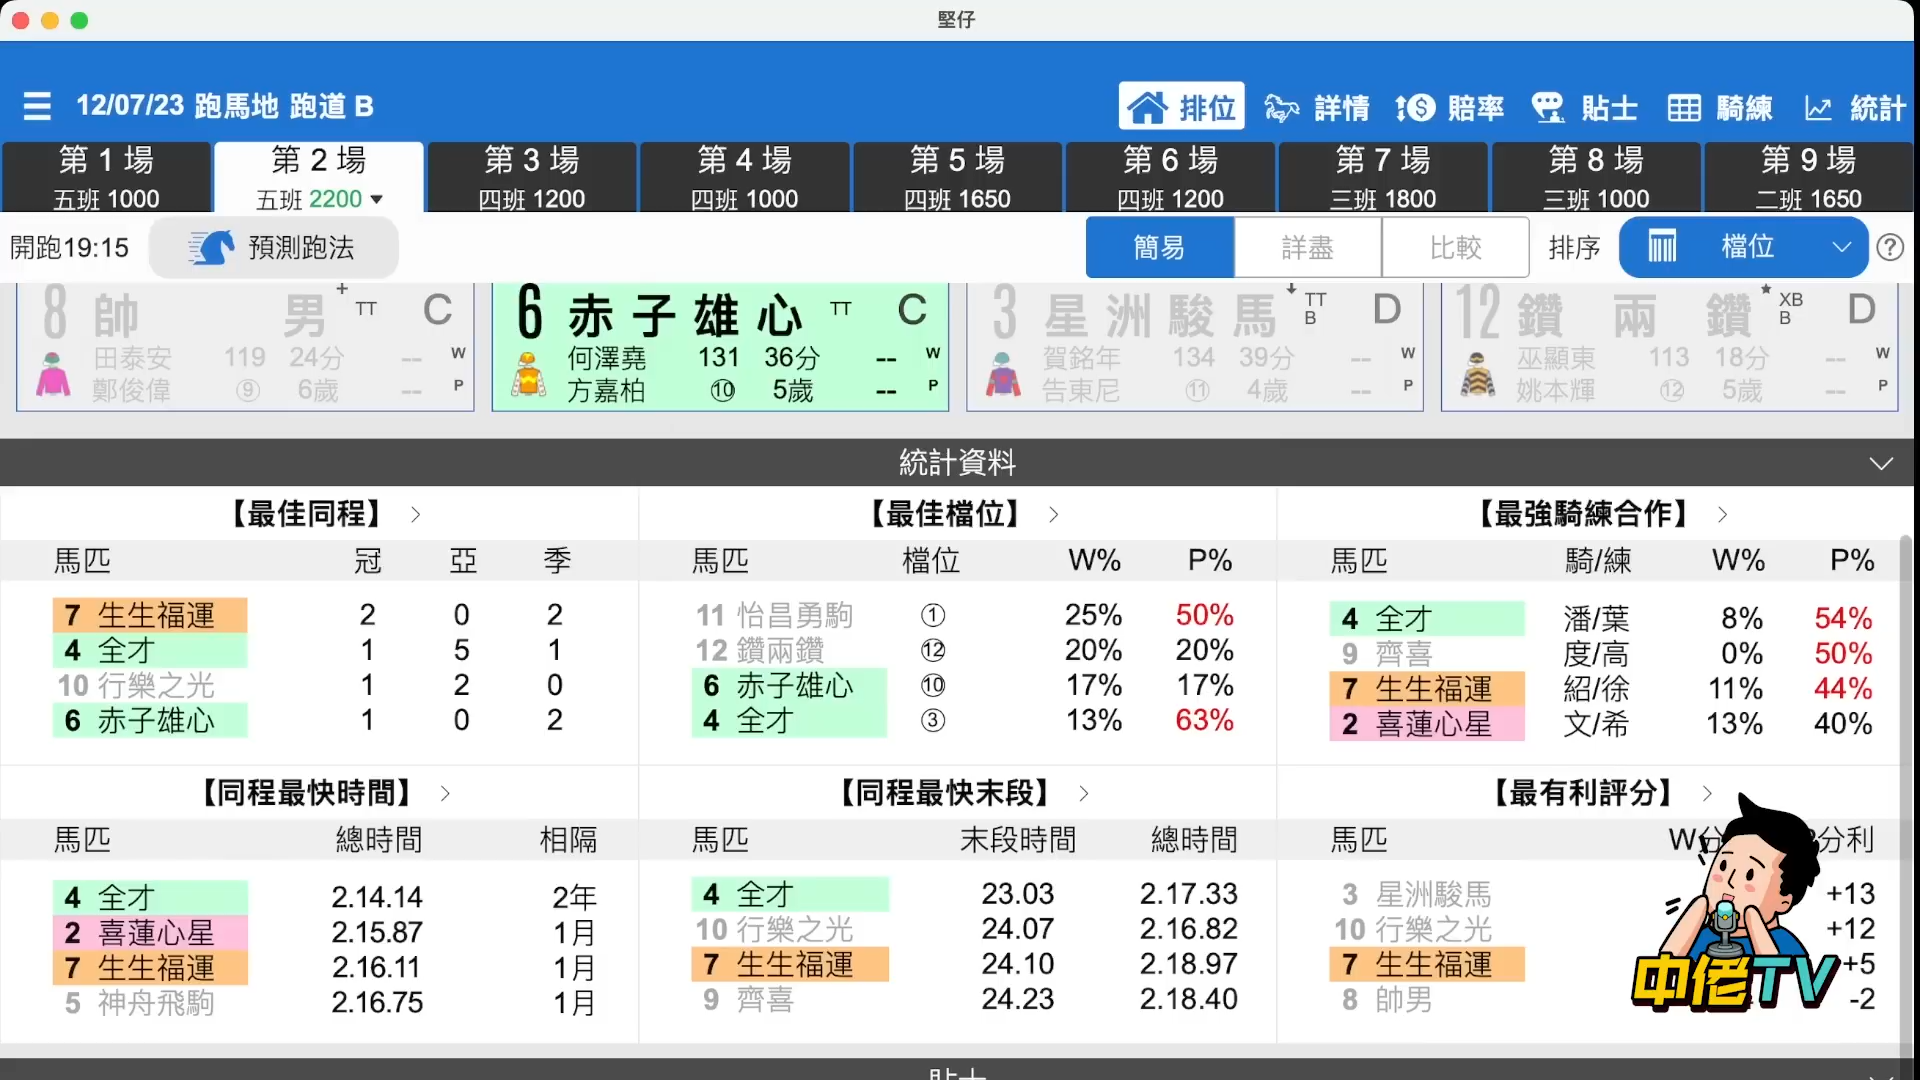 堅仔
12/07/23 跑馬地 跑道 B
排位 詳情 賠率 貼士 騎練 統計
第 1 場 第 2 場 第 3 場 第 4 場 第 5 場 第 6 場 第 7 場 第 8 場 第 9 場
五班 1000 五班 2200 四班 1200 四班 1000 四班 1650 四班 1200 三班 1800 三班 1000 二班 1650
開跑19:15 預測跑法 簡易 詳盡 比較 排序 檔位 ?
8 帥男 + TT C 6 赤子雄心 TT C 3 星洲駿馬 TT B D 12 鑽兩鑽 ★ XB B D
田泰安 119 24分 -- W 何澤堯 131 36分 -- W 賀銘年 134 39分 -- W 巫顯東 113 18分 -- W
鄭俊偉 ⑨ 6歲 -- P 方嘉柏 ⑩ 5歲 -- P 告東尼 ⑪ 4歲 -- P 姚本輝 ⑫ 5歲 -- P
統計資料
【最佳同程】 >
馬匹 冠 亞 季
7 生生福運 2 0 2
4 全才 1 5 1
10 行樂之光 1 2 0
6 赤子雄心 1 0 2
【最佳檔位】 >
馬匹 檔位 W% P%
11 怡昌勇駒 ① 25% 50%
12 鑽兩鑽 ⑫ 20% 20%
6 赤子雄心 ⑩ 17% 17%
4 全才 ③ 13% 63%
【最強騎練合作】 >
馬匹 騎/練 W% P%
4 全才 潘/葉 8% 54%
9 齊喜 度/高 0% 50%
7 生生福運 紹/徐 11% 44%
2 喜蓮心星 文/希 13% 40%
【同程最快時間】 >
馬匹 總時間 相隔
4 全才 2.14.14 2年
2 喜蓮心星 2.15.87 1月
7 生生福運 2.16.11 1月
5 神舟飛駒 2.16.75 1月
【同程最快末段】 >
馬匹 末段時間 總時間
4 全才 23.03 2.17.33
10 行樂之光 24.07 2.16.82
7 生生福運 24.10 2.18.97
9 齊喜 24.23 2.18.40
【最有利評分】 >
馬匹 W分 分利
3 星洲駿馬 +13
10 行樂之光 +12
7 生生福運 +5
8 帥男 -2
中佬TV